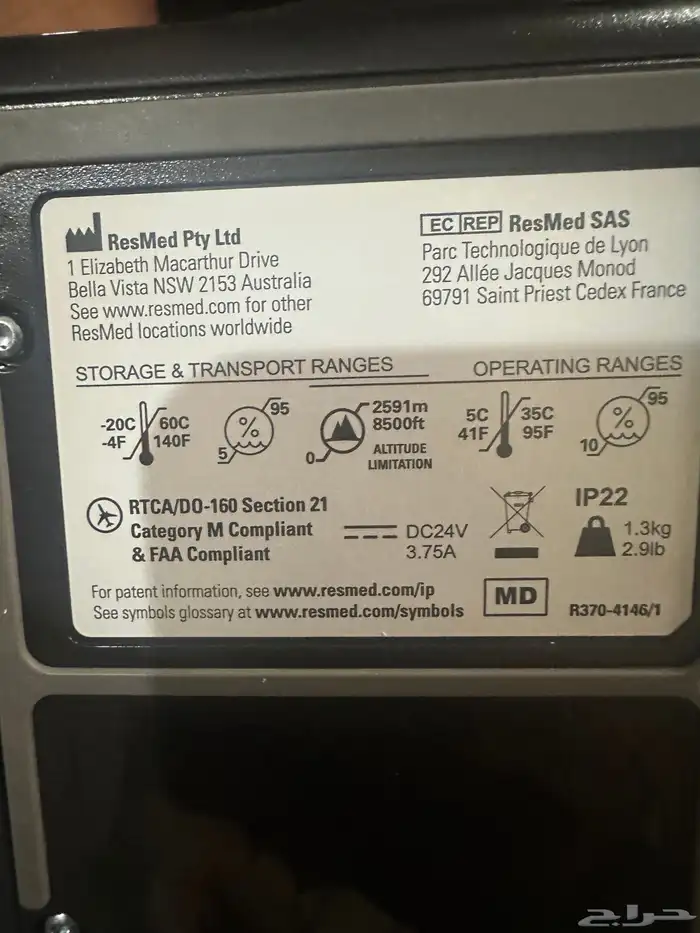 ResMed Pty Ltd
1 Elizabeth Macarthur Drive
Bella Vista NSW 2153 Australia
See www.resmed.com for other
ResMed locations worldwide
EC REP ResMed SAS
Parc Technologique de Lyon
292 Allée Jacques Monod
69791 Saint Priest Cedex France
STORAGE & TRANSPORT RANGES
-20C 60C
-4F 140F
% 95
5
2591m
8500ft
0
ALTITUDE
LIMITATION
OPERATING RANGES
5C 35C
41F 95F
% 95
10
RTCA/DO-160 Section 21
Category M Compliant
& FAA Compliant
DC24V
3.75A
IP22
1.3kg
2.9lb
For patent information, see www.resmed.com/ip
See symbols glossary at www.resmed.com/symbols
MD
R370-4146/1
حراج